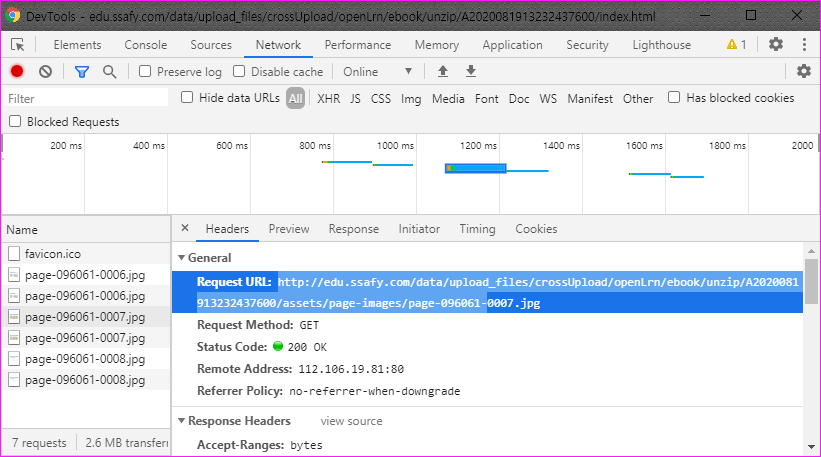 DevTools - edu.ssafy.com/data/upload_files/crossUpload/openLrn/ebook/unzip/A2020081913232437600/index.html
Elements Console Sources Network Performance Memory Application Security Lighthouse 1
Preserve log Disable cache Online
Filter Hide data URLs All XHR JS CSS Img Media Font Doc WS Manifest Other Has blocked cookies
Blocked Requests
200 ms 400 ms 600 ms 800 ms 1000 ms 1200 ms 1400 ms 1600 ms 1800 ms 2000
Name
favicon.ico
page-096061-0006.jpg
page-096061-0006.jpg
page-096061-0007.jpg
page-096061-0007.jpg
page-096061-0008.jpg
page-096061-0008.jpg
7 requests 2.6 MB transferr
Headers Preview Response Initiator Timing Cookies
General
Request URL: http://edu.ssafy.com/data/upload_files/crossUpload/openLrn/ebook/unzip/A2020081
913232437600/assets/page-images/page-096061-0007.jpg
Request Method: GET
Status Code: 200 OK
Remote Address: 112.106.19.81:80
Referrer Policy: no-referrer-when-downgrade
Response Headers view source
Accept-Ranges: bytes